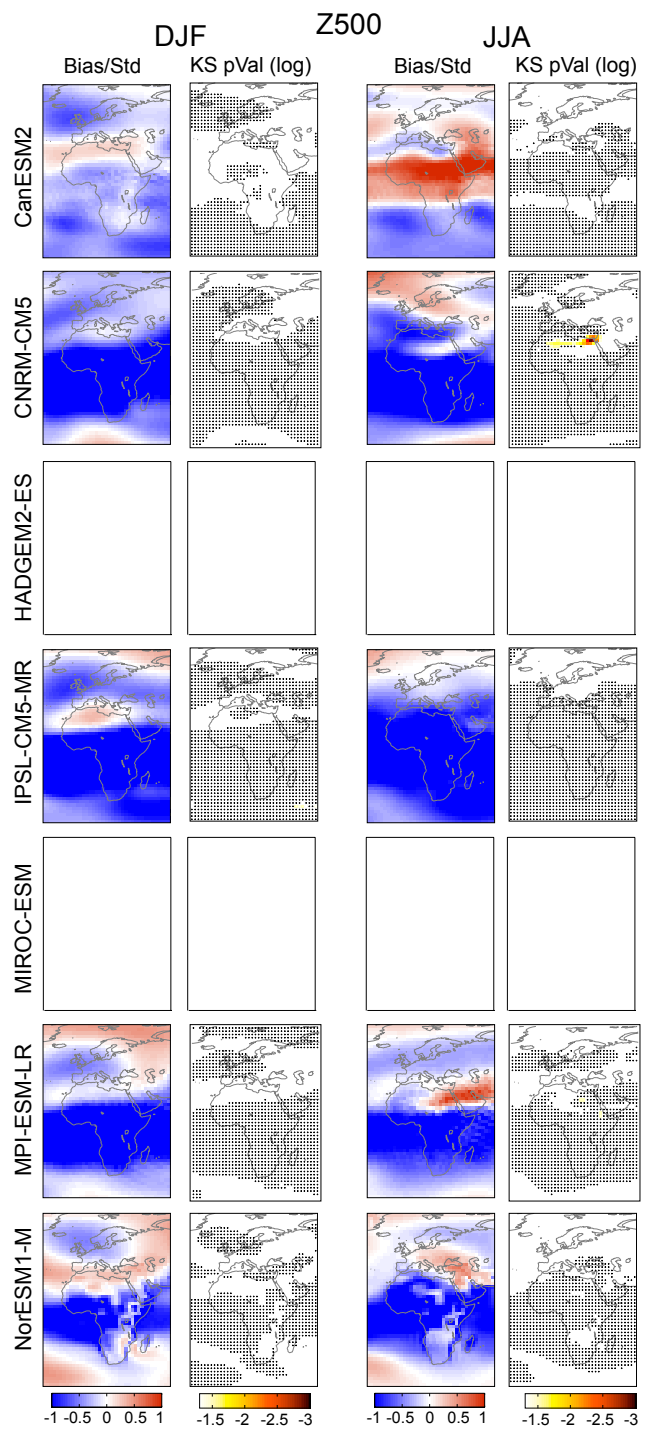 Z500
DJF JJA
Bias/Std KS pVal (log) Bias/Std KS pVal (log)
CanESM2
CNRM-CM5
HADGEM2-ES
IPSL-CM5-MR
MIROC-ESM
MPI-ESM-LR
NorESM1-M
-1 -0.5 0 0.5 1 -1.5 -2 -2.5 -3 -1 -0.5 0 0.5 1 -1.5 -2 -2.5 -3